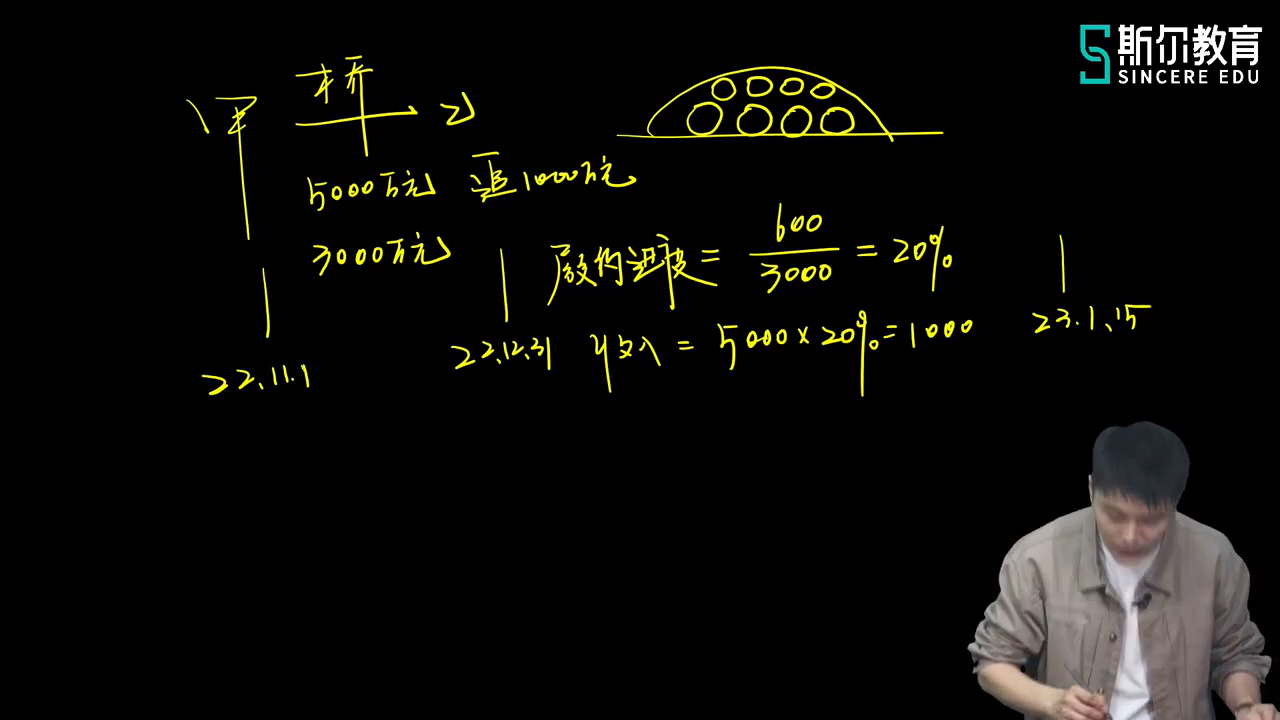 斯尔教育
SINCERE EDU
甲 桥 乙
5000万元 追1000万元
3000万元
履约进度 = 600/3000 = 20%
22.11.1
22.12.31 收入 = 5000×20% = 1000
23.1.15